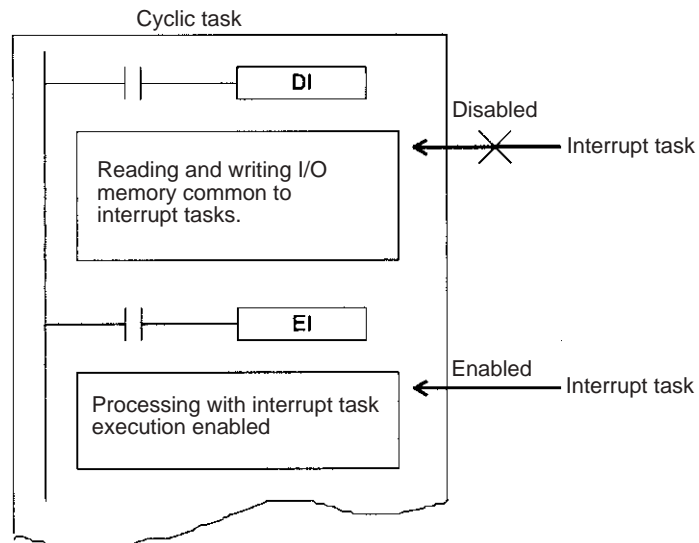 Cyclic task
DI
Disabled
Interrupt task
Reading and writing I/O
memory common to
interrupt tasks.
EI
Enabled
Interrupt task
Processing with interrupt task
execution enabled